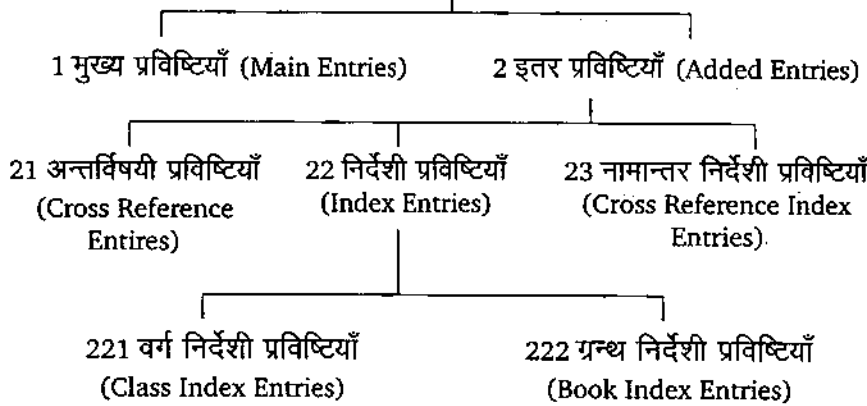 1 मुख्य प्रविष्टियाँ (Main Entries)
2 इतर प्रविष्टियाँ (Added Entries)
21 अन्तर्विषयी प्रविष्टियाँ
(Cross Reference
Entires)
22 निर्देशी प्रविष्टियाँ
(Index Entries)
23 नामान्तर निर्देशी प्रविष्टियाँ
(Cross Reference Index
Entries)
221 वर्ग निर्देशी प्रविष्टियाँ
(Class Index Entries)
222 ग्रन्थ निर्देशी प्रविष्टियाँ
(Book Index Entries)